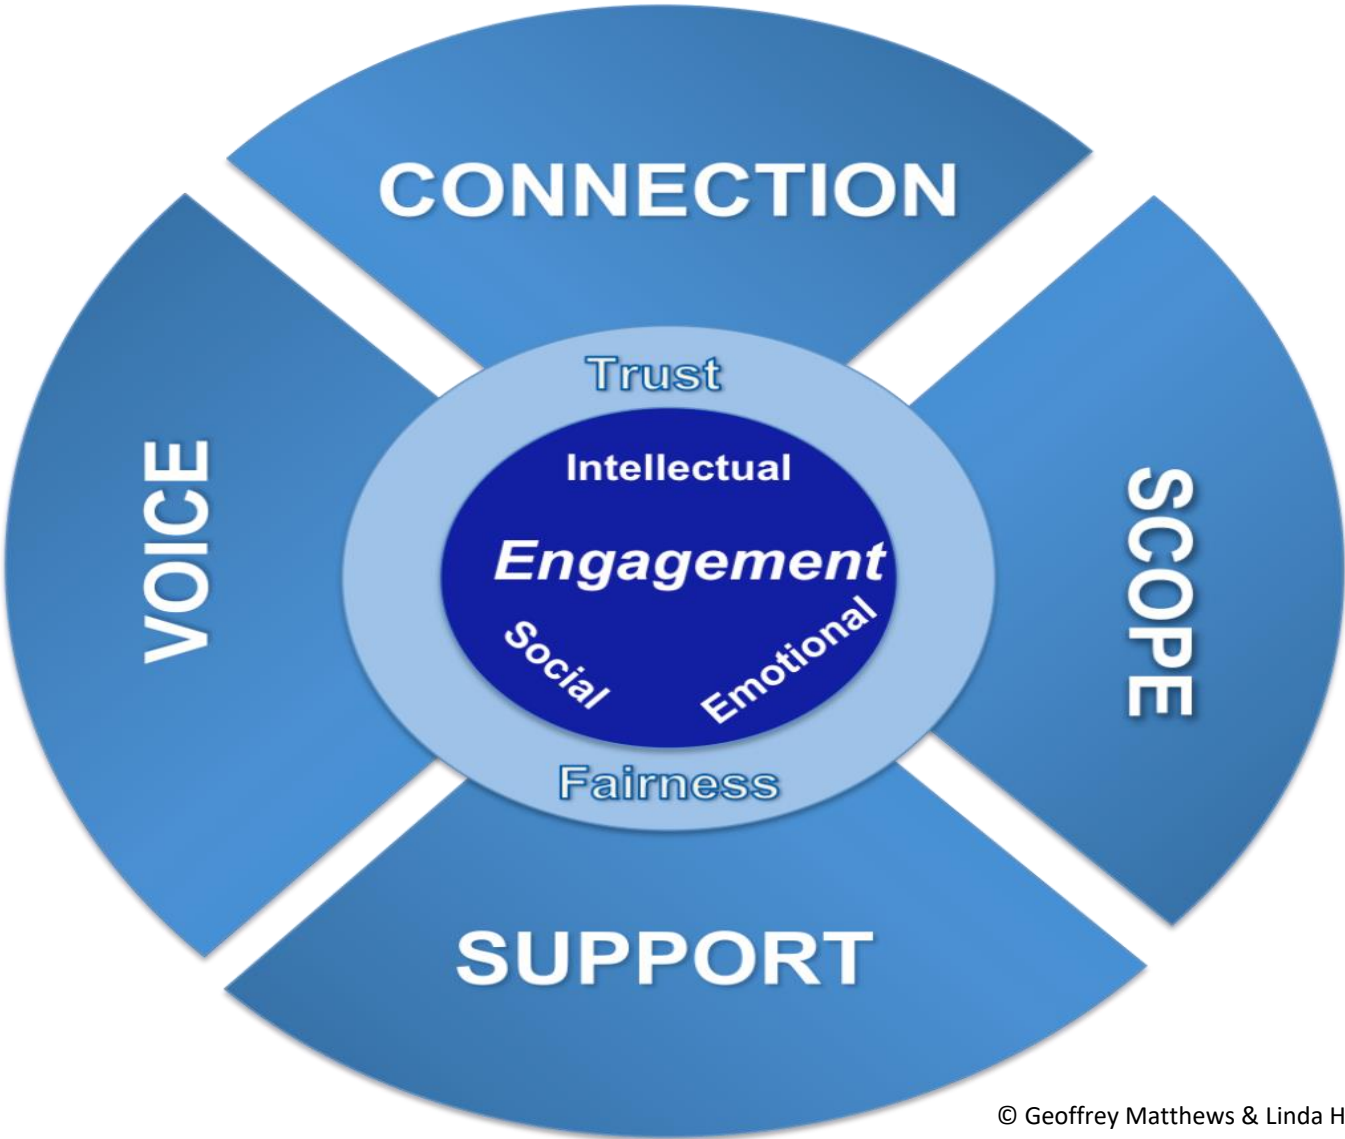 CONNECTION
Trust
Intellectual
VOICE
Engagement
SCOPE
Social
Emotional
Fairness
SUPPORT
© Geoffrey Matthews & Linda H